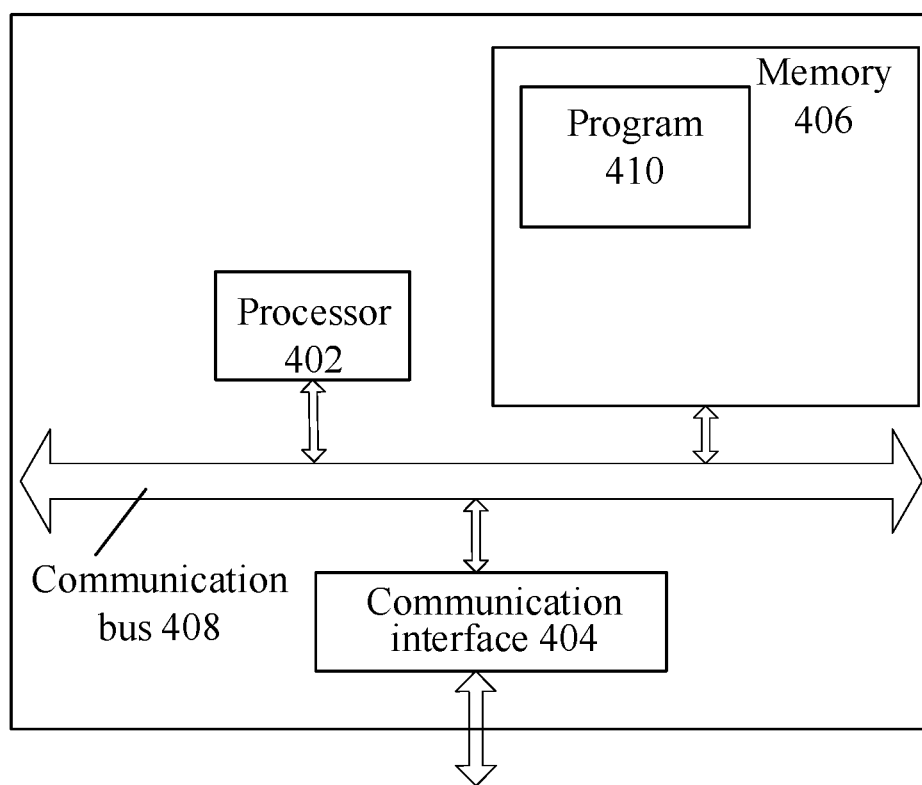 Memory
406
Program
410
Processor
402
Communication
bus 408
Communication
interface 404